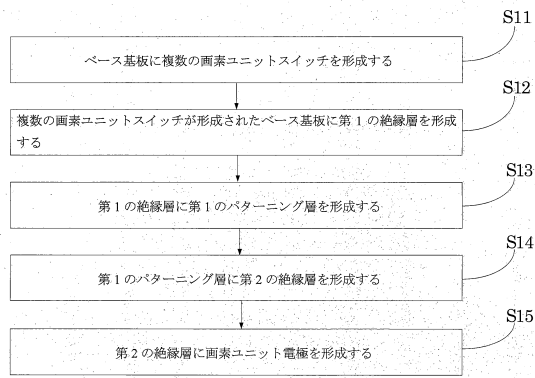 S11
ベース基板に複数の画素ユニットスイッチを形成する
S12
複数の画素ユニットスイッチが形成されたベース基板に第1の絶縁層を形成
する
S13
第1の絶縁層に第1のパターニング層を形成する
S14
第1のパターニング層に第2の絶縁層を形成する
S15
第2の絶縁層に画素ユニット電極を形成する